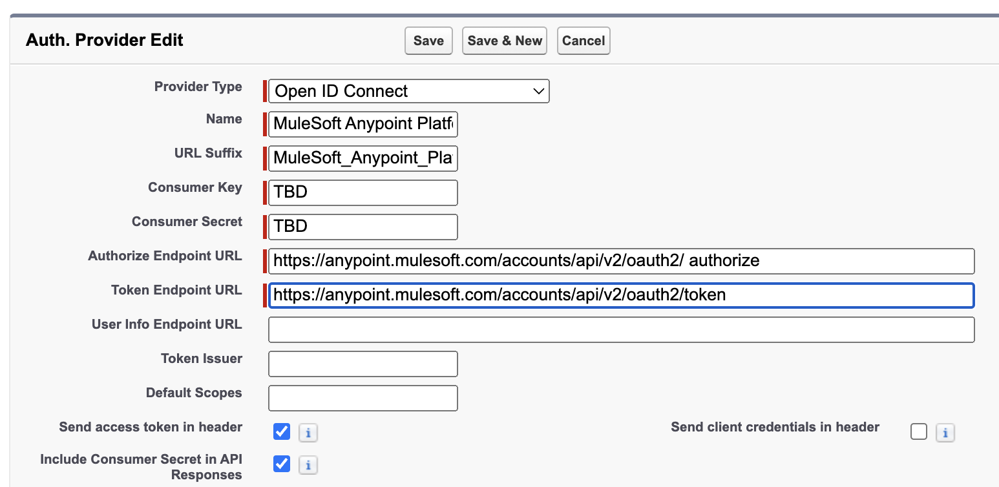 Auth. Provider Edit
Save
Save & New
Cancel
Provider Type
Open ID Connect
Name
MuleSoft Anypoint Platf
URL Suffix
MuleSoft_Anypoint_Pla
Consumer Key
TBD
Consumer Secret
TBD
Authorize Endpoint URL
https://anypoint.mulesoft.com/accounts/api/v2/oauth2/ authorize
Token Endpoint URL
https://anypoint.mulesoft.com/accounts/api/v2/oauth2/token
User Info Endpoint URL
Token Issuer
Default Scopes
Send access token in header
i
Send client credentials in header
i
Include Consumer Secret in API
Responses
i